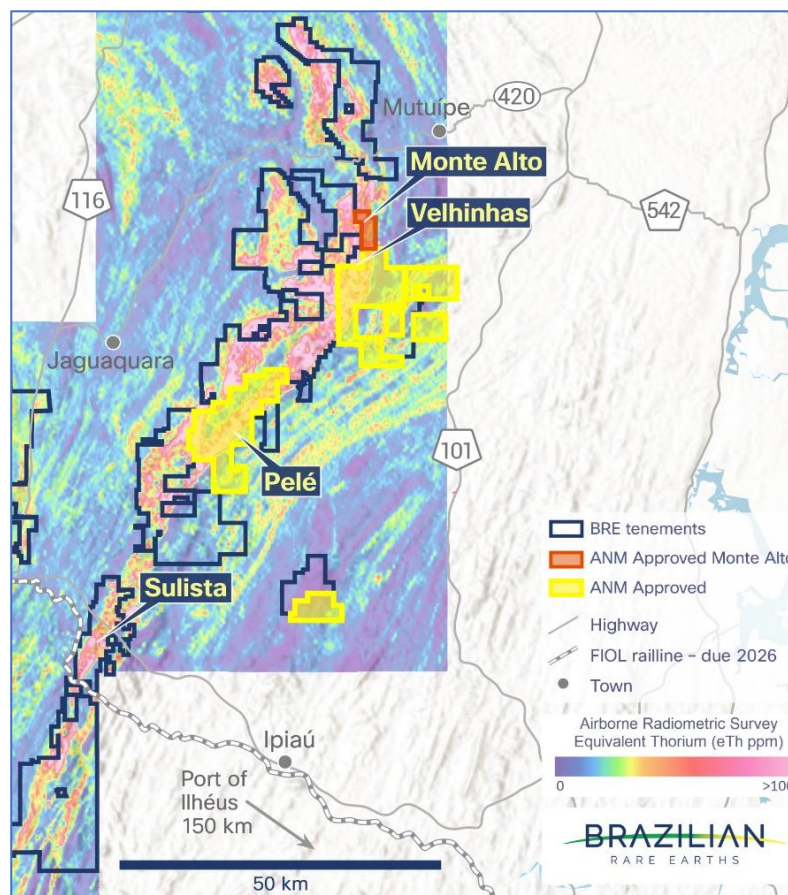 Mutuípe
420
Monte Alto
116
Velhinhas
542
Jaguaquara
101
Pelé
BRE tenements
ANM Approved Monte Alto
ANM Approved
Sulista
Highway
FIOL railline – due 2026
Town
Airborne Radiometric Survey
Equivalent Thorium (eTh ppm)
0
>100
Ipiaú
Port of
Ilhéus
150 km
BRAZILIAN
RARE EARTHS
50 km